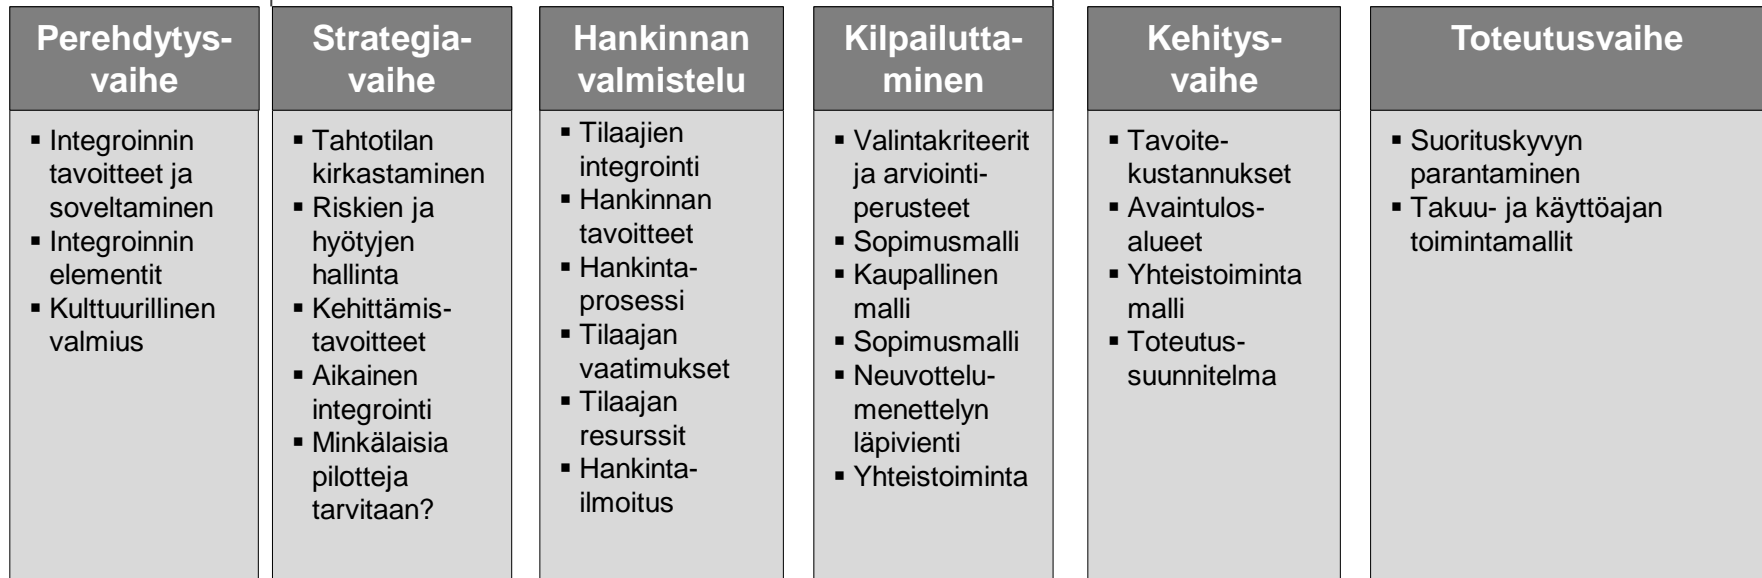 Perehdytys-
vaihe
▪ Integroinnin
tavoitteet ja
soveltaminen
▪ Integroinnin
elementit
▪ Kulttuurillinen
valmius
Strategia-
vaihe
▪ Tahtotilan
kirkastaminen
▪ Riskien ja
hyötyjen
hallinta
▪ Kehittämis-
tavoitteet
▪ Aikainen
integrointi
▪ Minkälaisia
pilotteja
tarvitaan?
Hankinnan
valmistelu
▪ Tilaajien
integrointi
▪ Hankinnan
tavoitteet
▪ Hankinta-
prosessi
▪ Tilaajan
vaatimukset
▪ Tilaajan
resurssit
▪ Hankinta-
ilmoitus
Kilpailutta-
minen
▪ Valintakriteerit
ja arviointi-
perusteet
▪ Sopimusmalli
▪ Kaupallinen
malli
▪ Sopimusmalli
▪ Neuvottelu-
menettelyn
läpivienti
▪ Yhteistoiminta
Kehitys-
vaihe
▪ Tavoite-
kustannukset
▪ Avaintulos-
alueet
▪ Yhteistoiminta
malli
▪ Toteutus-
suunnitelma
Toteutusvaihe
▪ Suorituskyvyn
parantaminen
▪ Takuu- ja käyttöajan
toimintamallit